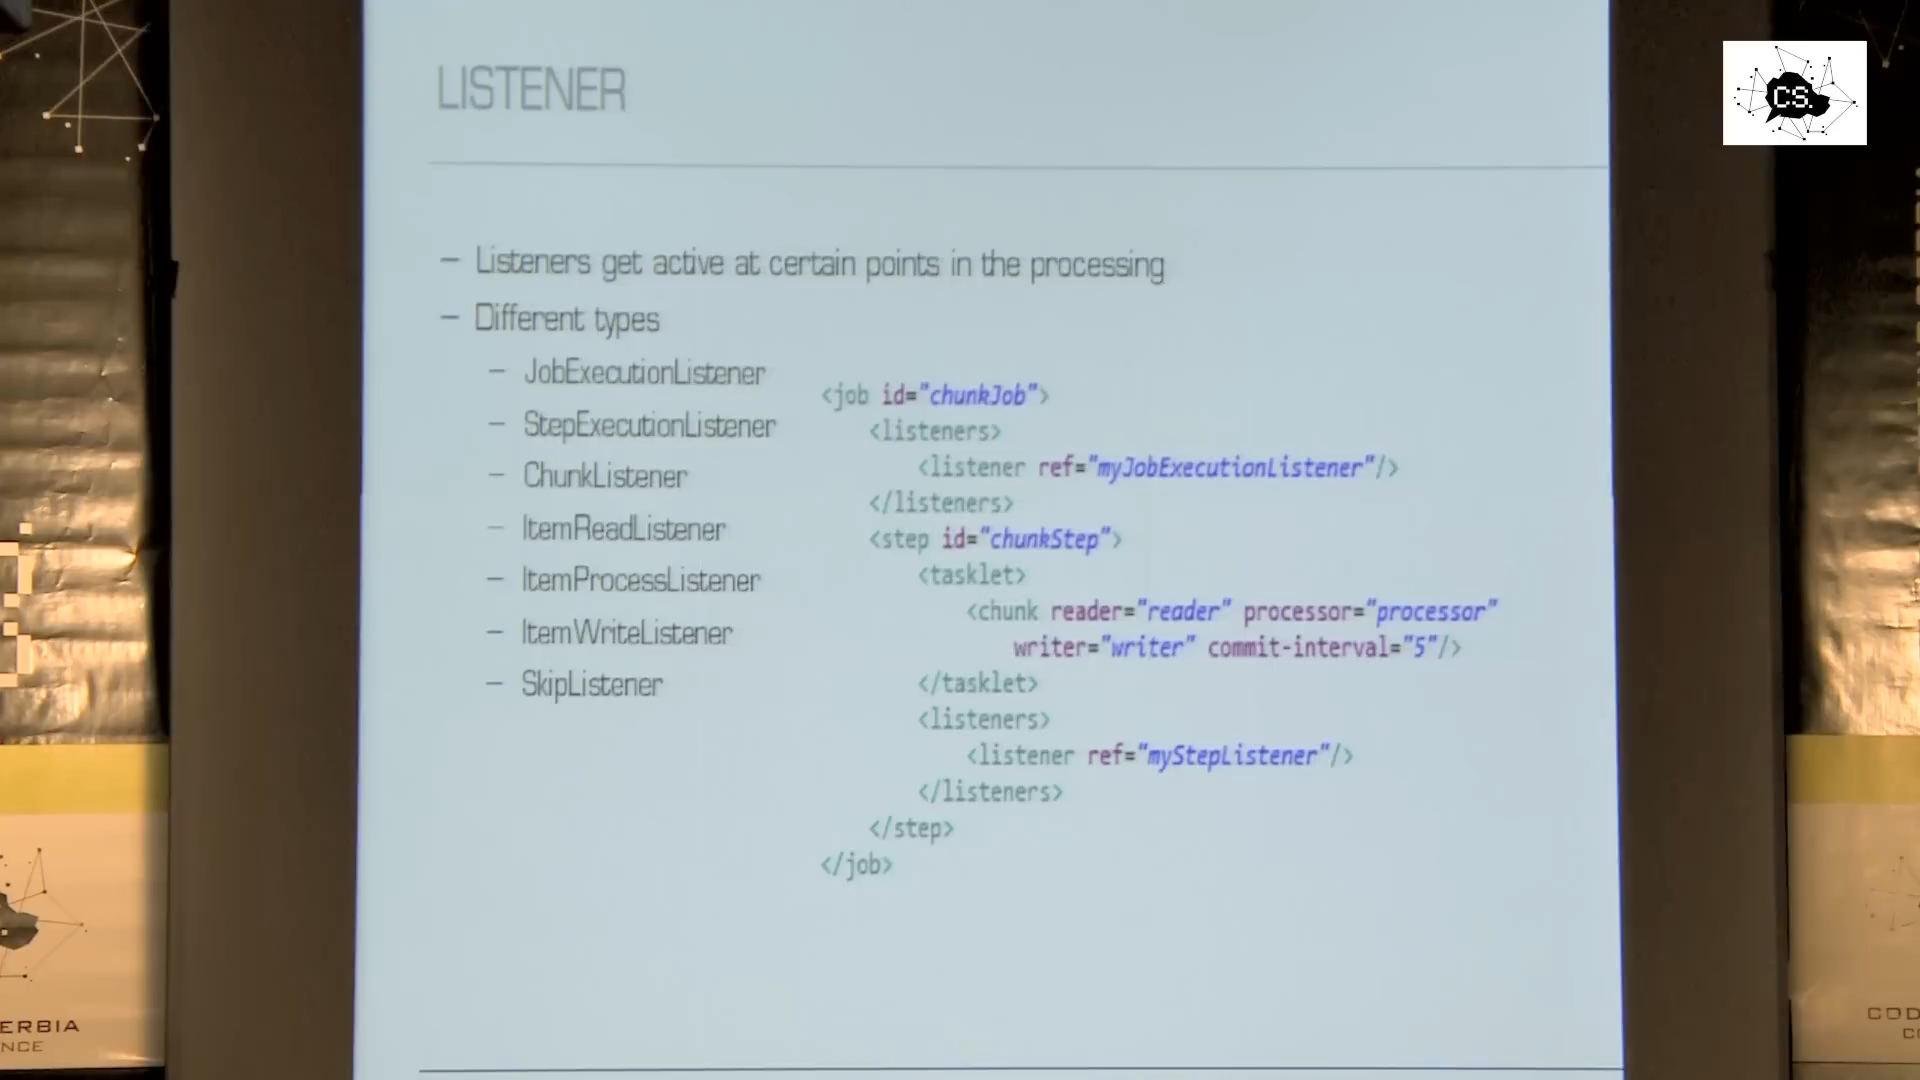 LISTENER
– Listeners get active at certain points in the processing
– Different types
– JobExecutionListener
– StepExecutionListener
– ChunkListener
– ItemReadListener
– ItemProcessListener
– ItemWriteListener
– SkipListener
<job id="chunkJob">
<listeners>
<listener ref="myJobExecutionListener"/>
</listeners>
<step id="chunkStep">
<tasklet>
<chunk reader="reader" processor="processor"
writer="writer" commit-interval="5"/>
</tasklet>
<listeners>
<listener ref="myStepListener"/>
</listeners>
</step>
</job>
CS.
ERBIA
NCE
COD
C